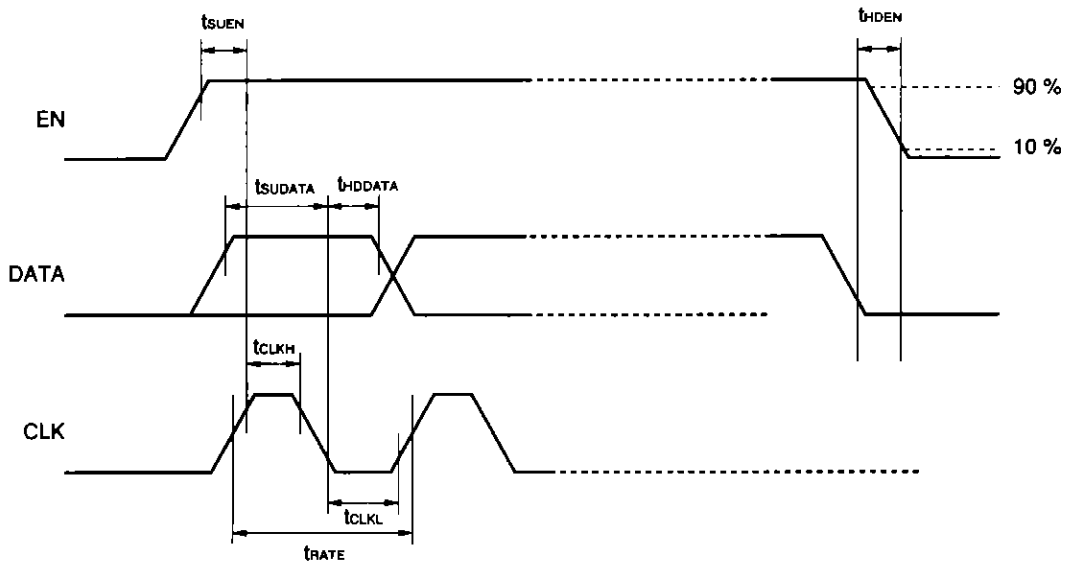 tSUEN
tHDEN
EN
90 %
10 %
tSUDATA
tHDDATA
DATA
tCLKH
CLK
tCLKL
tRATE